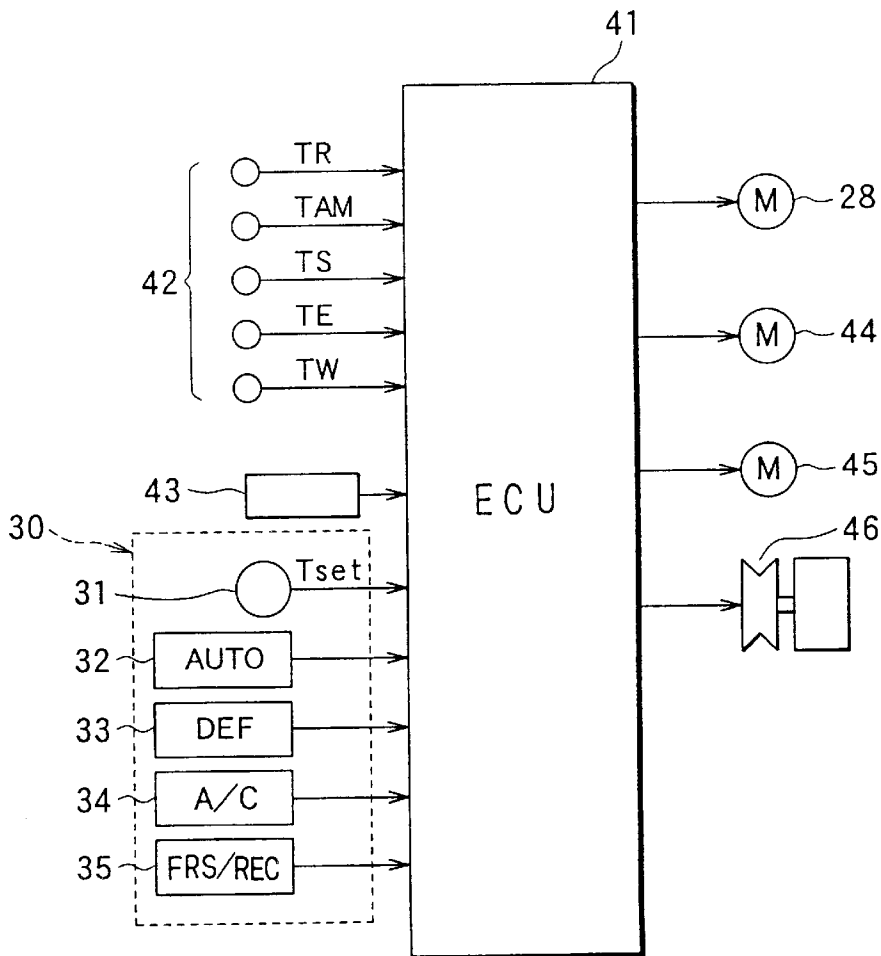 41
TR
TAM
TS
TE
TW
42
M 28
M 44
M 45
46
43
ECU
30
31 Tset
32 AUTO
33 DEF
34 A/C
35 FRS/REC